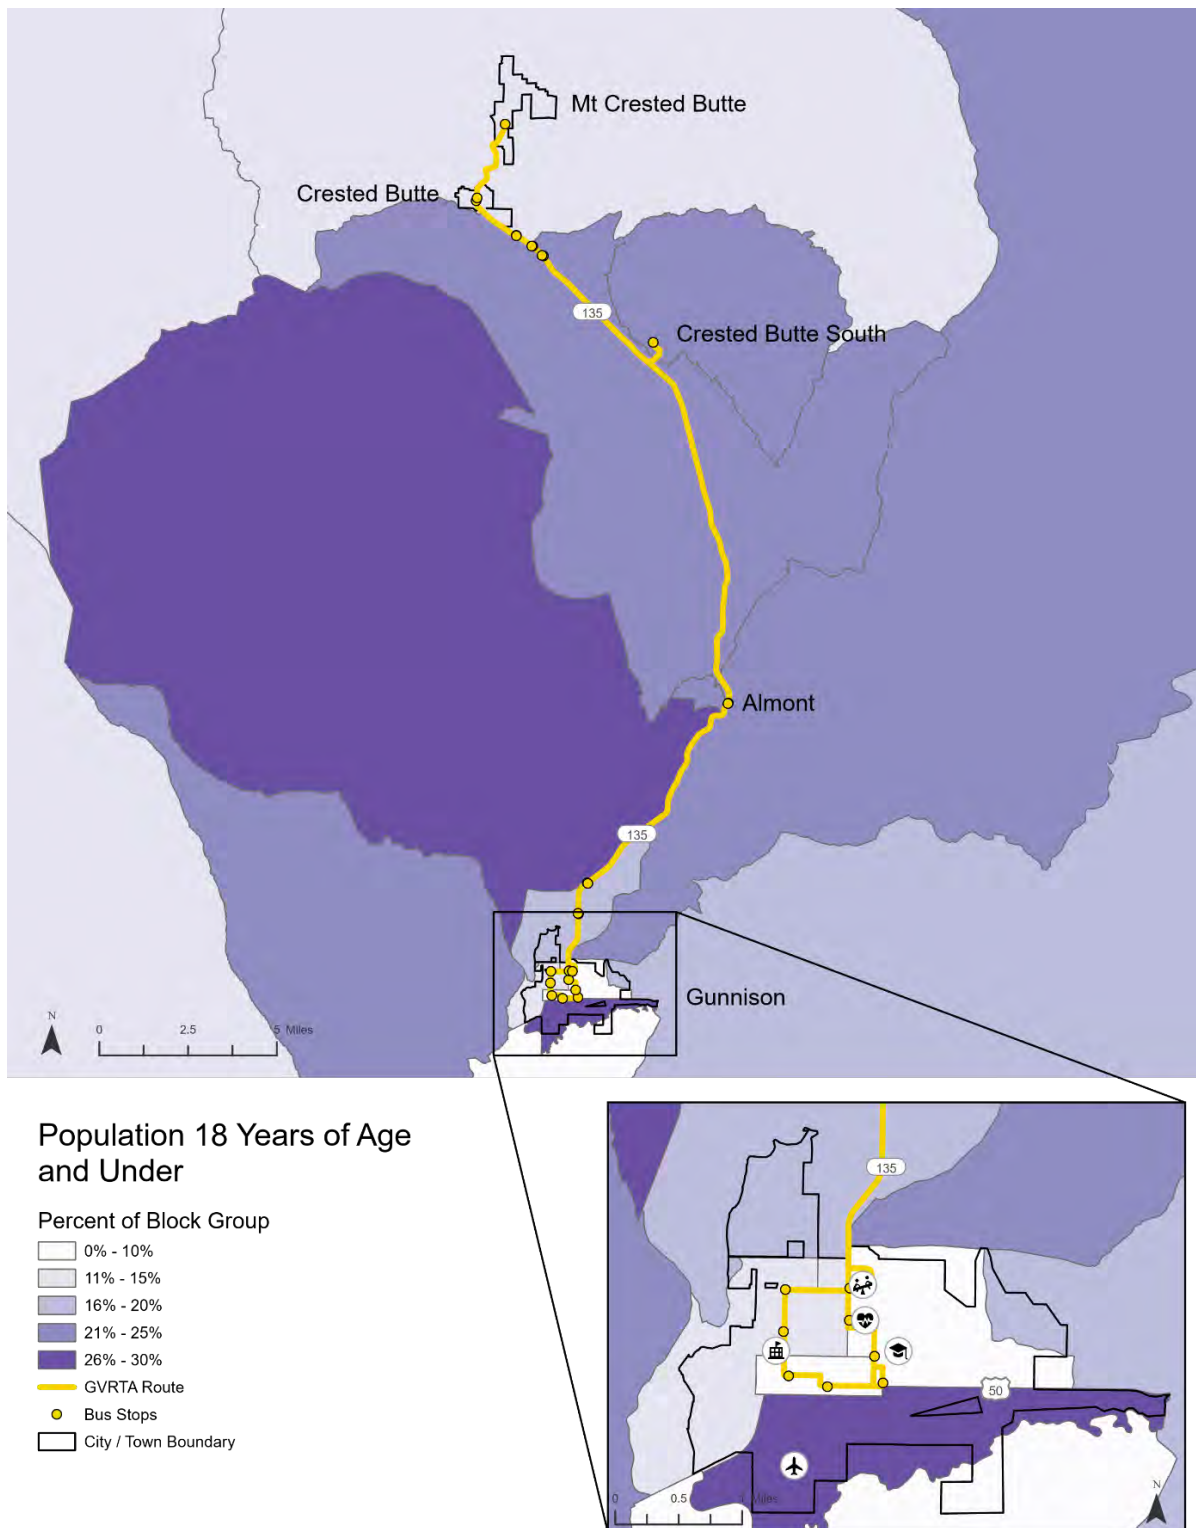 Mt Crested Butte
Crested Butte
135
Crested Butte South
Almont
135
Gunnison
N
0 2.5 5 Miles
Population 18 Years of Age
and Under
Percent of Block Group
0% - 10%
11% - 15%
16% - 20%
21% - 25%
26% - 30%
GVRTA Route
Bus Stops
City / Town Boundary
135
50
N
0 0.5 Miles